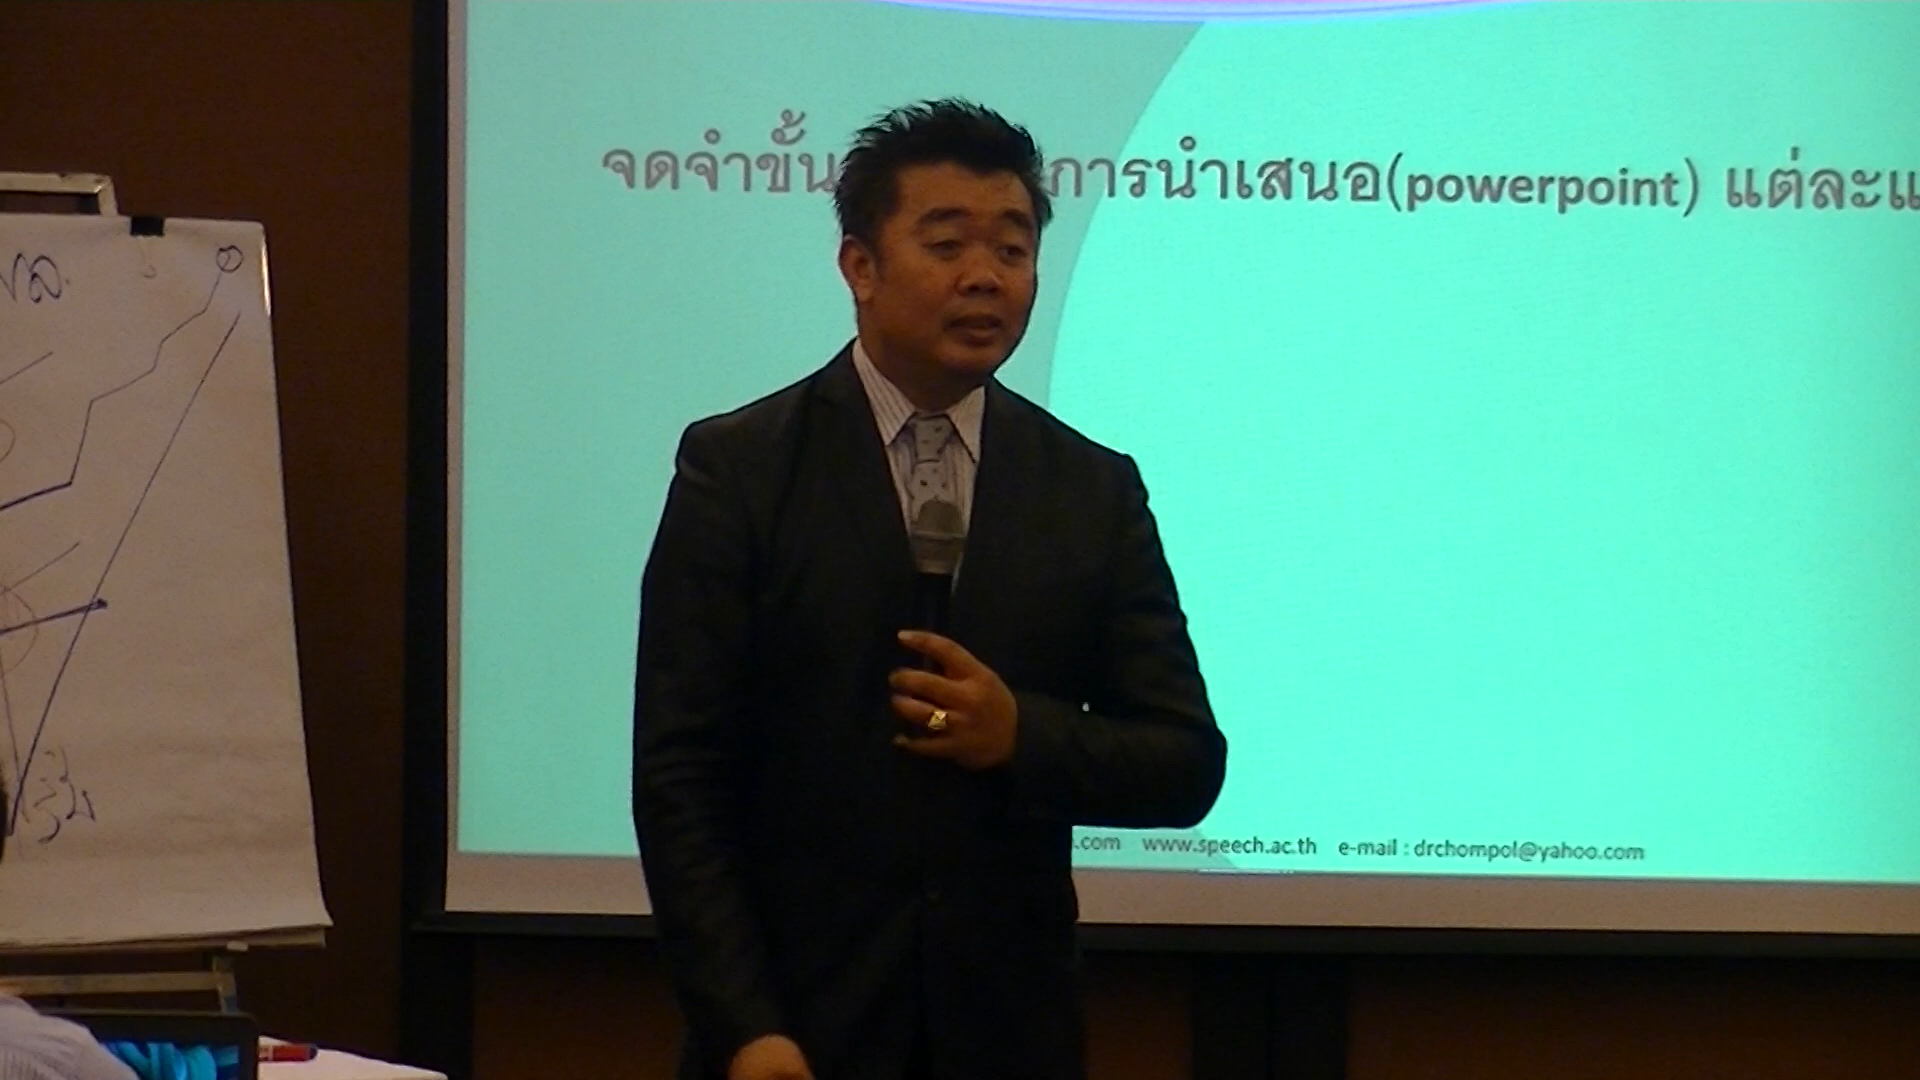 จดจำขั้น การนำเสนอ(powerpoint) แต่ละ
.com www.speech.ac.th e-mail : drchompol@yahoo.com